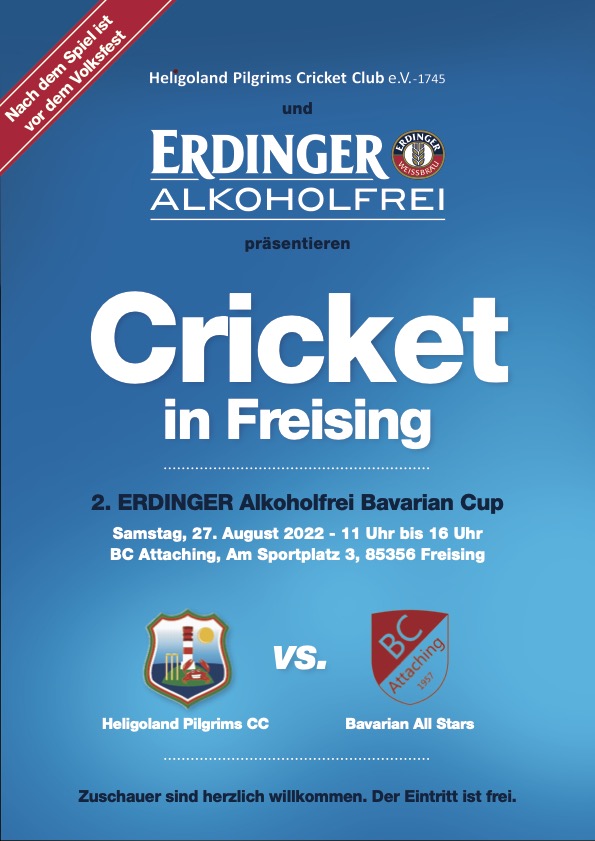 Nach dem Spiel ist
vor dem Volksfest
Heligoland Pilgrims Cricket Club e.V.-1745
und
ERDINGER
ERDINGER
WEISSBRÄU
ALKOHOLFREI
präsentieren
Cricket
in Freising
2. ERDINGER Alkoholfrei Bavarian Cup
Samstag, 27. August 2022 - 11 Uhr bis 16 Uhr
BC Attaching, Am Sportplatz 3, 85356 Freising
vs.
BC
Attaching
1957
Heligoland Pilgrims CC
Bavarian All Stars
Zuschauer sind herzlich willkommen. Der Eintritt ist frei.